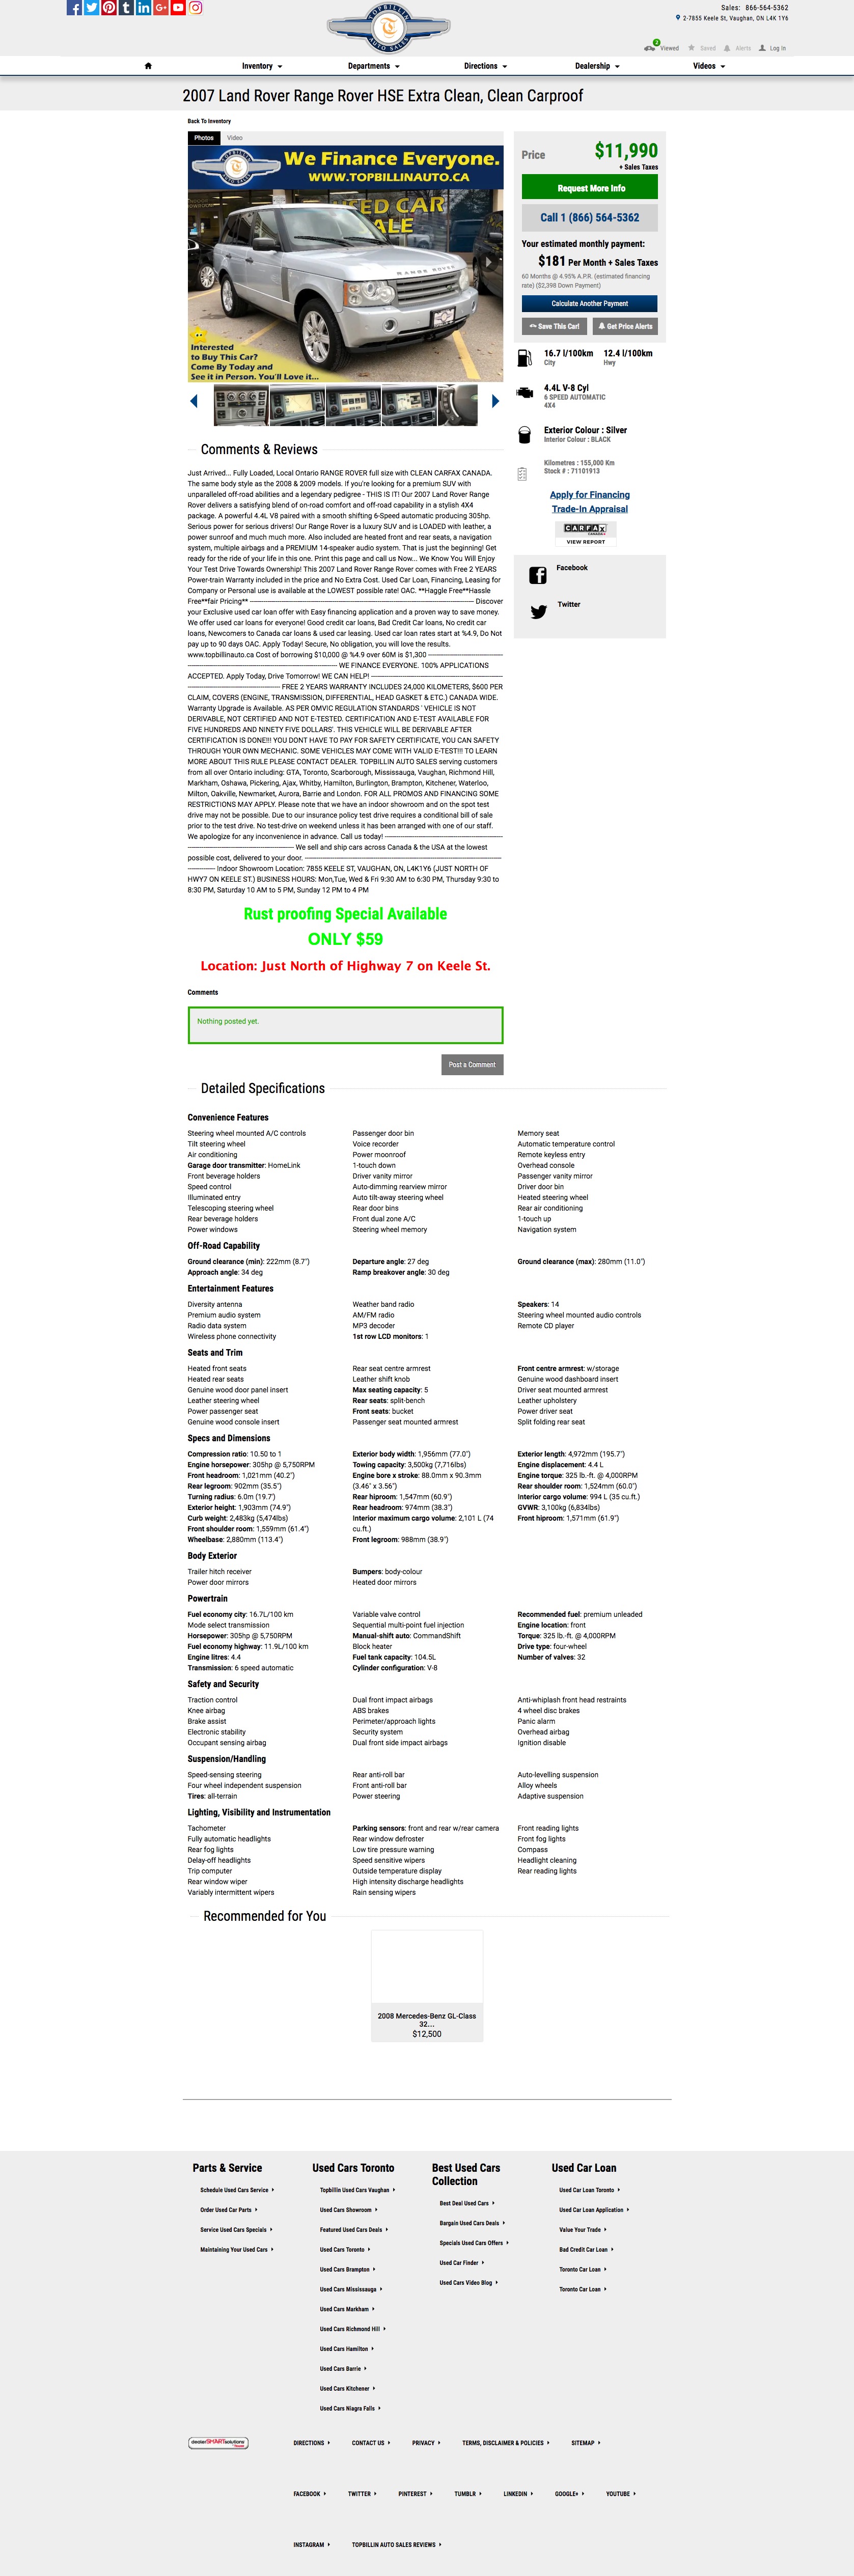 Sales: 866-564-5362
2-7855 Keele St, Vaughan, ON L4K 1Y6
TOPBILLIN
AUTO SALES
2 Viewed Saved Alerts Log In
Inventory Departments Directions Dealership Videos
2007 Land Rover Range Rover HSE Extra Clean, Clean Carproof
Back To Inventory
Photos Video
We Finance Everyone.
WWW.TOPBILLINAUTO.CA
Interested
to Buy This Car?
Come By Today and
See it in Person. You'll Love it...
Price $11,990
+ Sales Taxes
Request More Info
Call 1 (866) 564-5362
Your estimated monthly payment:
$181 Per Month + Sales Taxes
60 Months @ 4.95% A.P.R. (estimated financing
rate) ($2,398 Down Payment)
Calculate Another Payment
Save This Car! Get Price Alerts
16.7 l/100km 12.4 l/100km
City Hwy
4.4L V-8 Cyl
6 SPEED AUTOMATIC
4X4
Exterior Colour : Silver
Interior Colour : BLACK
Kilometres : 155,000 Km
Stock # : 71101913
Apply for Financing
Trade-In Appraisal
CARFAX
CANADA
VIEW REPORT
Facebook
Twitter
Comments & Reviews
Just Arrived... Fully Loaded, Local Ontario RANGE ROVER full size with CLEAN CARFAX CANADA.
The same body style as the 2008 & 2009 models. If you're looking for a premium SUV with
unparalleled off-road abilities and a legendary pedigree - THIS IS IT! Our 2007 Land Rover Range
Rover delivers a satisfying blend of on-road comfort and off-road capability in a stylish 4X4
package. A powerful 4.4L V8 paired with a smooth shifting 6-Speed automatic producing 305hp.
Serious power for serious drivers! Our Range Rover is a luxury SUV and is LOADED with leather, a
power sunroof and much much more. Also included are heated front and rear seats, a navigation
system, multiple airbags and a PREMIUM 14-speaker audio system. That is just the beginning! Get
ready for the ride of your life in this one. Print this page and call us Now... We Know You Will Enjoy
Your Test Drive Towards Ownership! This 2007 Land Rover Range Rover comes with Free 2 YEARS
Power-train Warranty included in the price and No Extra Cost. Used Car Loan, Financing, Leasing for
Company or Personal use is available at the LOWEST possible rate! OAC. **Haggle Free**Hassle
Free**fair Pricing** ---------- Discover
your Exclusive used car loan offer with Easy financing application and a proven way to save money.
We offer used car loans for everyone! Good credit car loans, Bad Credit Car loans, No credit car
loans, Newcomers to Canada car loans & used car leasing. Used car loan rates start at %4.9, Do Not
pay up to 90 days OAC. Apply Today! Secure, No obligation, you will love the results.
www.topbillinauto.ca Cost of borrowing $10,000 @ %4.9 over 60M is $1,300 ----------
---------- WE FINANCE EVERYONE. 100% APPLICATIONS
ACCEPTED. Apply Today, Drive Tomorrow! WE CAN HELP! ----------
---------- FREE 2 YEARS WARRANTY INCLUDES 24,000 KILOMETERS, $600 PER
CLAIM, COVERS (ENGINE, TRANSMISSION, DIFFERENTIAL, HEAD GASKET & ETC.) CANADA WIDE.
Warranty Upgrade is Available. AS PER OMVIC REGULATION STANDARDS ' VEHICLE IS NOT
DERIVABLE, NOT CERTIFIED AND NOT E-TESTED. CERTIFICATION AND E-TEST AVAILABLE FOR
FIVE HUNDREDS AND NINETY FIVE DOLLARS'. THIS VEHICLE WILL BE DERIVABLE AFTER
CERTIFICATION IS DONE!!! YOU DONT HAVE TO PAY FOR SAFETY CERTIFICATE, YOU CAN SAFETY
THROUGH YOUR OWN MECHANIC. SOME VEHICLES MAY COME WITH VALID E-TEST!!! TO LEARN
MORE ABOUT THIS RULE PLEASE CONTACT DEALER. TOPBILLIN AUTO SALES serving customers
from all over Ontario including: GTA, Toronto, Scarborough, Mississauga, Vaughan, Richmond Hill,
Markham, Oshawa, Pickering, Ajax, Whitby, Hamilton, Burlington, Brampton, Kitchener, Waterloo,
Milton, Oakville, Newmarket, Aurora, Barrie and London. FOR ALL PROMOS AND FINANCING SOME
RESTRICTIONS MAY APPLY. Please note that we have an indoor showroom and on the spot test
drive may not be possible. Due to our insurance policy test drive requires a conditional bill of sale
prior to the test drive. No test-drive on weekend unless it has been arranged with one of our staff.
We apologize for any inconvenience in advance. Call us today! ----------
---------- We sell and ship cars across Canada & the USA at the lowest
possible cost, delivered to your door. ----------
---------- Indoor Showroom Location: 7855 KEELE ST, VAUGHAN, ON, L4K1Y6 (JUST NORTH OF
HWY7 ON KEELE ST.) BUSINESS HOURS: Mon,Tue, Wed & Fri 9:30 AM to 6:30 PM, Thursday 9:30 to
8:30 PM, Saturday 10 AM to 5 PM, Sunday 12 PM to 4 PM
Rust proofing Special Available
ONLY $59
Location: Just North of Highway 7 on Keele St.
Comments
Nothing posted yet.
Post a Comment
Detailed Specifications
Convenience Features
Steering wheel mounted A/C controls Passenger door bin Memory seat
Tilt steering wheel Voice recorder Automatic temperature control
Air conditioning Power moonroof Remote keyless entry
Garage door transmitter: HomeLink 1-touch down Overhead console
Front beverage holders Driver vanity mirror Passenger vanity mirror
Speed control Auto-dimming rearview mirror Driver door bin
Illuminated entry Auto tilt-away steering wheel Heated steering wheel
Telescoping steering wheel Rear door bins Rear air conditioning
Rear beverage holders Front dual zone A/C 1-touch up
Power windows Steering wheel memory Navigation system
Off-Road Capability
Ground clearance (min): 222mm (8.7") Departure angle: 27 deg Ground clearance (max): 280mm (11.0")
Approach angle: 34 deg Ramp breakover angle: 30 deg
Entertainment Features
Diversity antenna Weather band radio Speakers: 14
Premium audio system AM/FM radio Steering wheel mounted audio controls
Radio data system MP3 decoder Remote CD player
Wireless phone connectivity 1st row LCD monitors: 1
Seats and Trim
Heated front seats Rear seat centre armrest Front centre armrest: w/storage
Heated rear seats Leather shift knob Genuine wood dashboard insert
Genuine wood door panel insert Max seating capacity: 5 Driver seat mounted armrest
Leather steering wheel Rear seats: split-bench Leather upholstery
Power passenger seat Front seats: bucket Power driver seat
Genuine wood console insert Passenger seat mounted armrest Split folding rear seat
Specs and Dimensions
Compression ratio: 10.50 to 1 Exterior body width: 1,956mm (77.0") Exterior length: 4,972mm (195.7")
Engine horsepower: 305hp @ 5,750RPM Towing capacity: 3,500kg (7,716lbs) Engine displacement: 4.4 L
Front headroom: 1,021mm (40.2") Engine bore x stroke: 88.0mm x 90.3mm Engine torque: 325 lb.-ft. @ 4,000RPM
Rear legroom: 902mm (35.5") (3.46" x 3.56") Rear shoulder room: 1,524mm (60.0")
Turning radius: 6.0m (19.7') Rear hiproom: 1,547mm (60.9") Interior cargo volume: 994 L (35 cu.ft.)
Exterior height: 1,903mm (74.9") Rear headroom: 974mm (38.3") GVWR: 3,100kg (6,834lbs)
Curb weight: 2,483kg (5,474lbs) Interior maximum cargo volume: 2,101 L (74 Front hiproom: 1,571mm (61.9")
Front shoulder room: 1,559mm (61.4") cu.ft.)
Wheelbase: 2,880mm (113.4") Front legroom: 988mm (38.9")
Body Exterior
Trailer hitch receiver Bumpers: body-colour
Power door mirrors Heated door mirrors
Powertrain
Fuel economy city: 16.7L/100 km Variable valve control Recommended fuel: premium unleaded
Mode select transmission Sequential multi-point fuel injection Engine location: front
Horsepower: 305hp @ 5,750RPM Manual-shift auto: CommandShift Torque: 325 lb.-ft. @ 4,000RPM
Fuel economy highway: 11.9L/100 km Block heater Drive type: four-wheel
Engine litres: 4.4 Fuel tank capacity: 104.5L Number of valves: 32
Transmission: 6 speed automatic Cylinder configuration: V-8
Safety and Security
Traction control Dual front impact airbags Anti-whiplash front head restraints
Knee airbag ABS brakes 4 wheel disc brakes
Brake assist Perimeter/approach lights Panic alarm
Electronic stability Security system Overhead airbag
Occupant sensing airbag Dual front side impact airbags Ignition disable
Suspension/Handling
Speed-sensing steering Rear anti-roll bar Auto-levelling suspension
Four wheel independent suspension Front anti-roll bar Alloy wheels
Tires: all-terrain Power steering Adaptive suspension
Lighting, Visibility and Instrumentation
Tachometer Parking sensors: front and rear w/rear camera Front reading lights
Fully automatic headlights Rear window defroster Front fog lights
Rear fog lights Low tire pressure warning Compass
Delay-off headlights Speed sensitive wipers Headlight cleaning
Trip computer Outside temperature display Rear reading lights
Rear window wiper High intensity discharge headlights
Variably intermittent wipers Rain sensing wipers
Recommended for You
2008 Mercedes-Benz GL-Class
32...
$12,500
Parts & Service Used Cars Toronto Best Used Cars Used Car Loan
Collection
Schedule Used Cars Service Topbillin Used Cars Vaughan Used Car Loan Toronto
Best Deal Used Cars
Order Used Car Parts Used Cars Showroom Used Car Loan Application
Bargain Used Cars Deals
Service Used Cars Specials Featured Used Cars Deals Value Your Trade
Specials Used Cars Offers
Maintaining Your Used Cars Used Cars Toronto Bad Credit Car Loan
Used Car Finder
Used Cars Brampton Toronto Car Loan
Used Cars Video Blog
Used Cars Mississauga Toronto Car Loan
Used Cars Markham
Used Cars Richmond Hill
Used Cars Hamilton
Used Cars Barrie
Used Cars Kitchener
Used Cars Niagra Falls
dealerSMARTsolutions DIRECTIONS CONTACT US PRIVACY TERMS, DISCLAIMER & POLICIES SITEMAP
FACEBOOK TWITTER PINTEREST TUMBLR LINKEDIN GOOGLE+ YOUTUBE
INSTAGRAM TOPBILLIN AUTO SALES REVIEWS